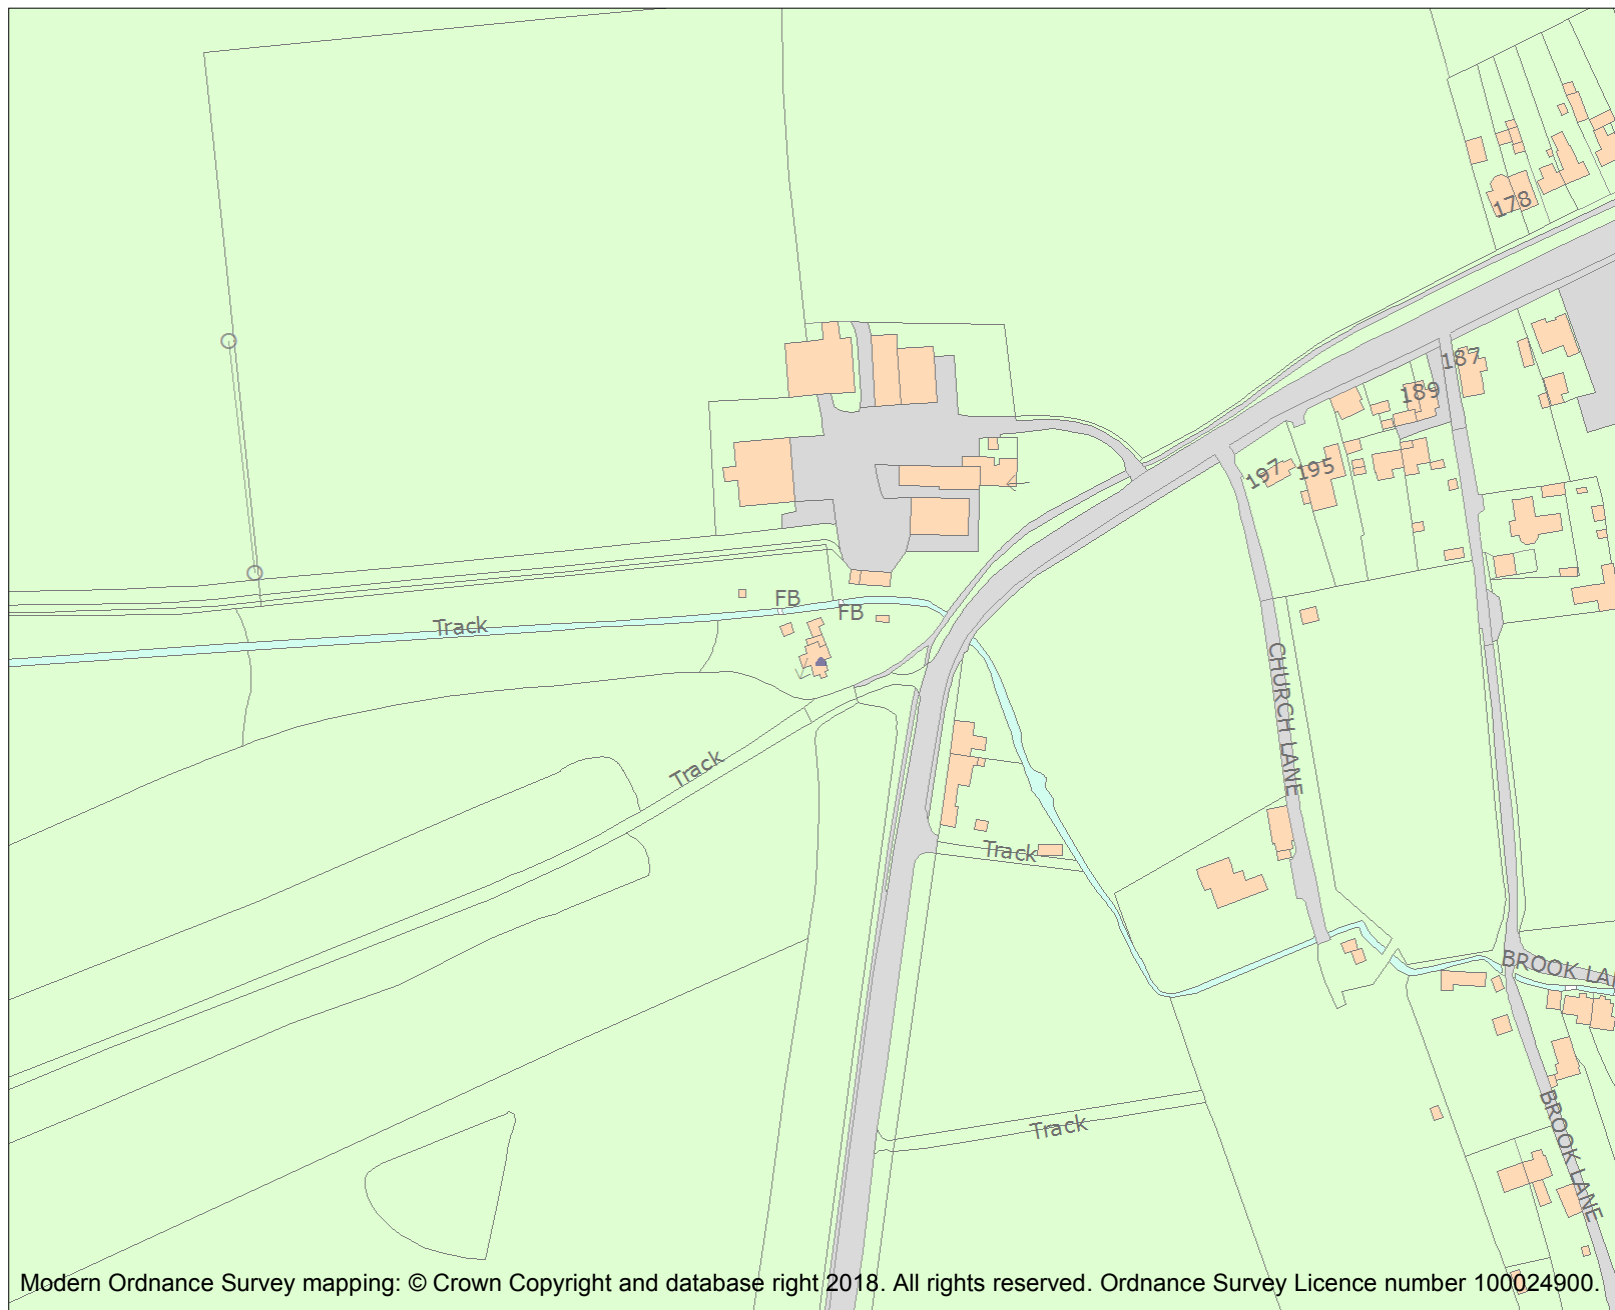 178
187
189
197
195
FB
FB
Track
CHURCH LANE
Track
Track
BROOK LA
Track
BROOK LANE
Modern Ordnance Survey mapping: © Crown Copyright and database right 2018. All rights reserved. Ordnance Survey Licence number 100024900.